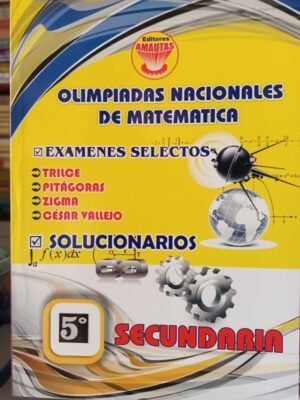 Editores
AMAUTAS
OLIMPIADAS NACIONALES
DE MATEMATICA
EXAMENES SELECTOS
TRILCE
PITÁGORAS
ZIGMA
CÉSAR VALLEJO
SOLUCIONARIOS
∫a f(x)dx
5°
SECUNDARIA